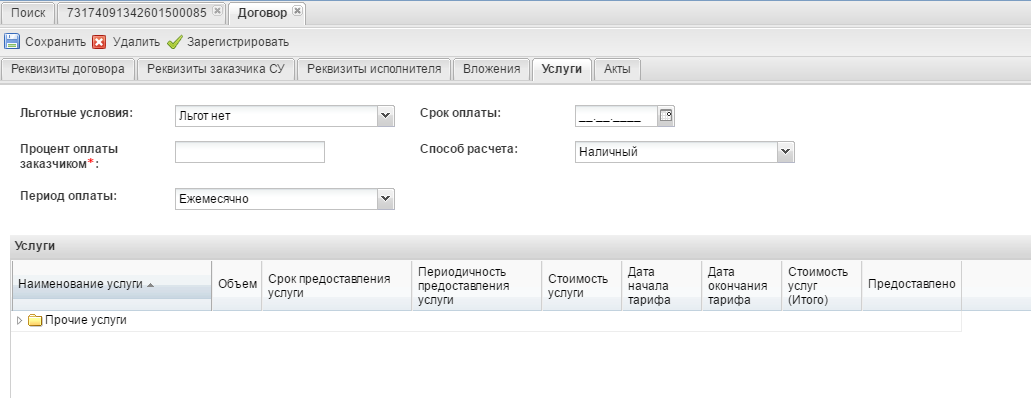 Поиск 73174091342601500085 Договор
Сохранить Удалить Зарегистрировать
Реквизиты договора Реквизиты заказчика СУ Реквизиты исполнителя Вложения Услуги Акты
Льготные условия: Льгот нет Срок оплаты: __.__.____
Процент оплаты
заказчиком*: Способ расчета: Наличный
Период оплаты: Ежемесячно
Услуги
Наименование услуги Объем Срок предоставления
услуги Периодичность
предоставления
услуги Стоимость
услуги Дата
начала
тарифа Дата
окончания
тарифа Стоимость
услуг
(Итого) Предоставлено
Прочие услуги